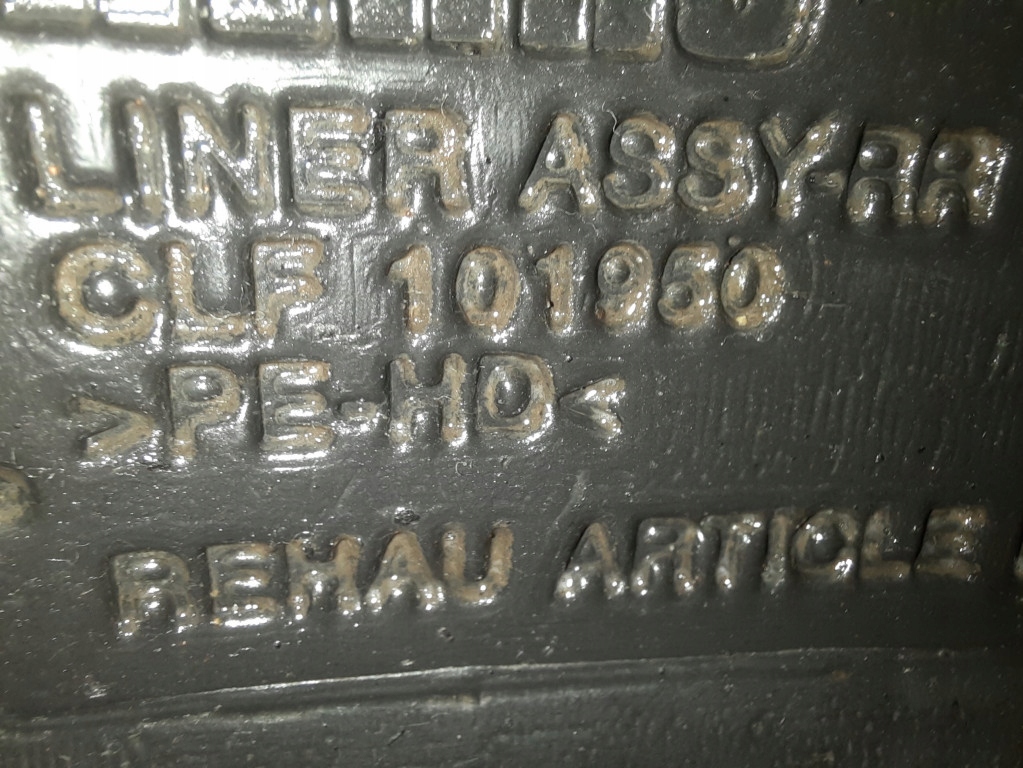 LINER ASSY-RR
CLF 101950
>PE-HD<
REHAU ARTICLE